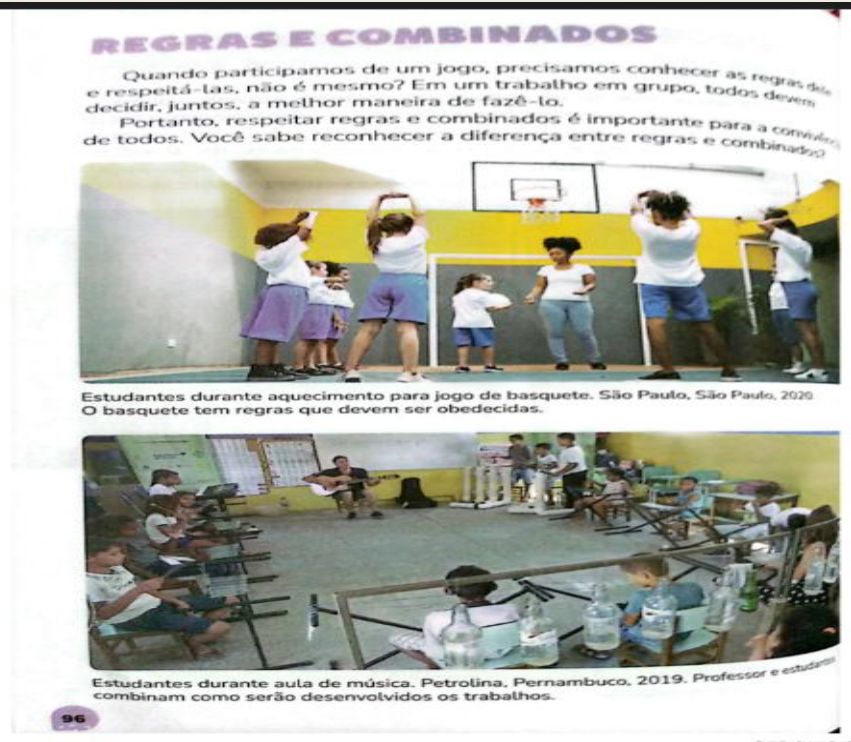 REGRAS E COMBINADOS
Quando participamos de um jogo, precisamos conhecer as regras dele
e respeitá-las, não é mesmo? Em um trabalho em grupo, todos devem
decidir, juntos, a melhor maneira de fazê-lo.
Portanto, respeitar regras e combinados é importante para a
de todos. Você sabe reconhecer a diferença entre regras e combinados?
Estudantes durante aquecimento para jogo de basquete. São Paulo, São Paulo, 2020.
O basquete tem regras que devem ser obedecidas.
Estudantes durante aula de música. Petrolina, Pernambuco, 2019. Professor e estudantes
combinam como serão desenvolvidos os trabalhos.
96